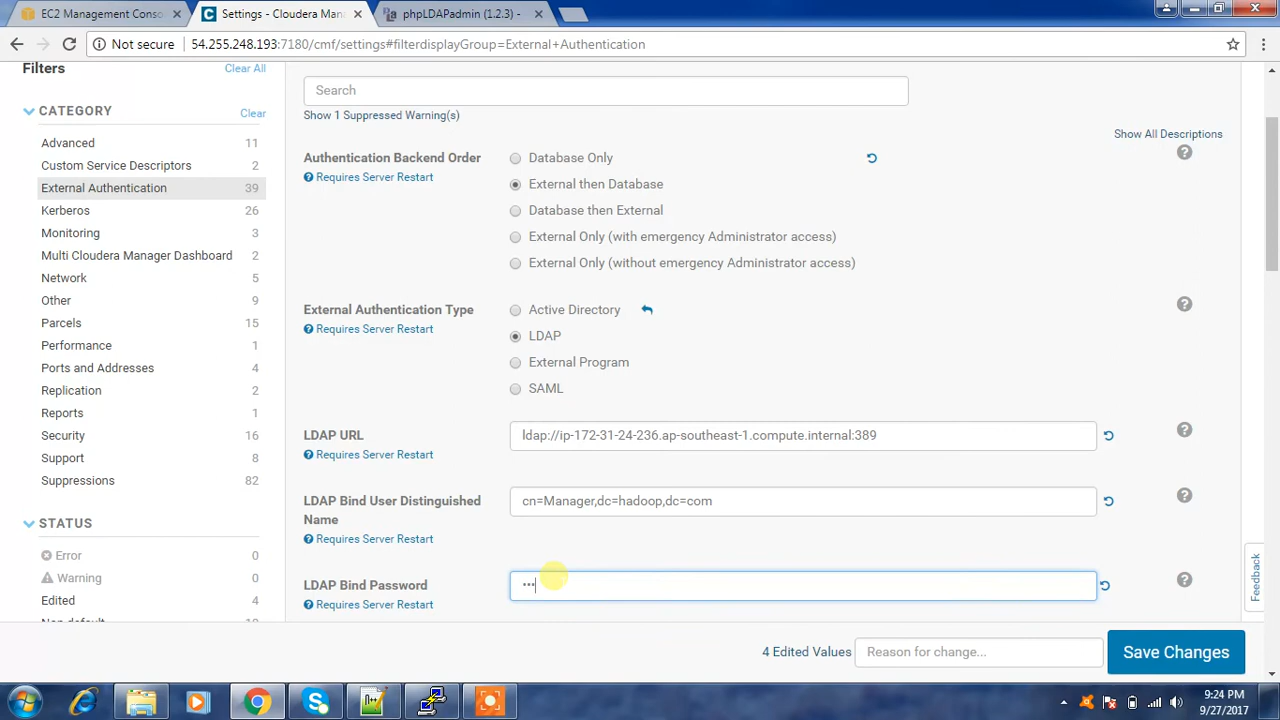 EC2 Management Conso
Settings - Cloudera Manag
phpLDAPadmin (1.2.3) -
Not secure
54.255.248.193:7180/cmf/settings#filterdisplayGroup=External+Authentication
Filters
Clear All
CATEGORY
Clear
Advanced 11
Custom Service Descriptors 2
External Authentication 39
Kerberos 26
Monitoring 3
Multi Cloudera Manager Dashboard 2
Network 5
Other 9
Parcels 15
Performance 1
Ports and Addresses 4
Replication 2
Reports 1
Security 16
Support 8
Suppressions 82
STATUS
Error 0
Warning 0
Edited 4
Search
Show 1 Suppressed Warning(s)
Show All Descriptions
Authentication Backend Order
Requires Server Restart
Database Only
External then Database
Database then External
External Only (with emergency Administrator access)
External Only (without emergency Administrator access)
External Authentication Type
Requires Server Restart
Active Directory
LDAP
External Program
SAML
LDAP URL
Requires Server Restart
ldap://ip-172-31-24-236.ap-southeast-1.compute.internal:389
LDAP Bind User Distinguished
Name
Requires Server Restart
cn=Manager,dc=hadoop,dc=com
LDAP Bind Password
Requires Server Restart
•••
Feedback
4 Edited Values
Reason for change...
Save Changes
9:24 PM
9/27/2017